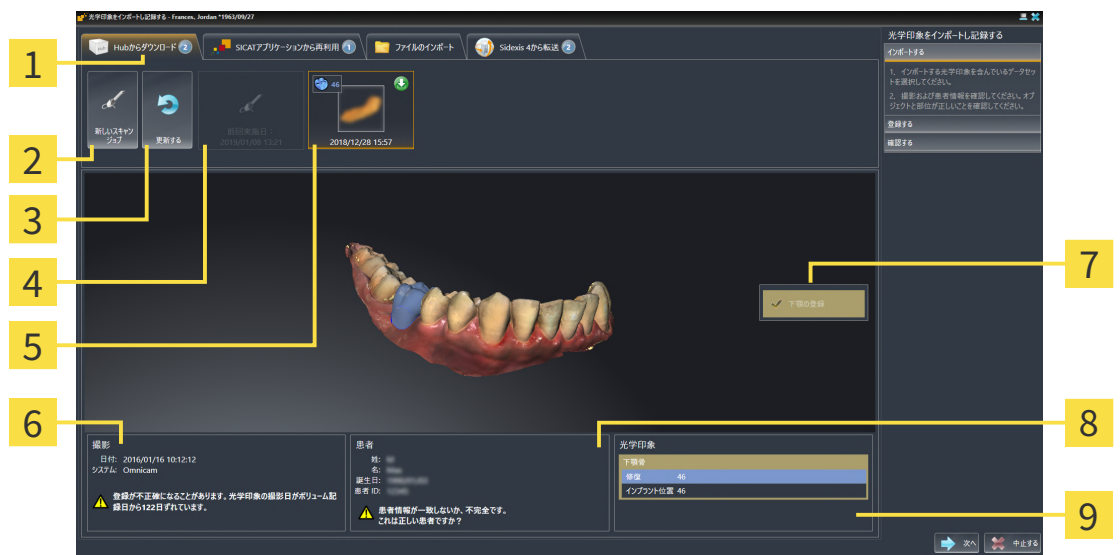 光学印象をインポートし記録する - Frances, Jordan *1963/09/27
Hubからダウンロード 2
SICATアプリケーションから再利用 1
ファイルのインポート
Sidexis 4から転送 2
光学印象をインポートし記録する
インポートする
1、インポートする光学印象を含んでいるデータセッ
トを選択してください。
2、撮影および患者情報を確認してください。オブ
ジェクトと部位が正しいことを確認してください。
登録する
確認する
1
新しいスキャン
ジョブ
更新する
前回実施日：
2019/01/08 13:21
46
2018/12/28 15:57
2
3
4
5
7
下顎の登録
6
8
9
撮影
日付: 2016/01/16 10:12:12
システム: Omnicam
登録が不正確になることがあります。光学印象の撮影日がボリューム記
録日から122日ずれています。
患者
姓:
名:
誕生日:
患者 ID:
患者情報が一致しないか、不完全です。
これは正しい患者ですか？
光学印象
下顎骨
修復 46
インプラント位置 46
次へ
中止する